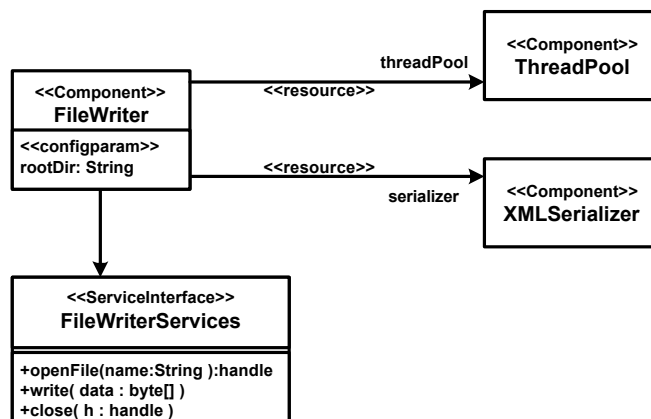 <<Component>>
FileWriter
<<configparam>>
rootDir: String
threadPool
<<resource>>
<<Component>>
ThreadPool
<<resource>>
serializer
<<Component>>
XMLSerializer
<<ServiceInterface>>
FileWriterServices
+openFile(name:String ):handle
+write( data : byte[] )
+close( h : handle )